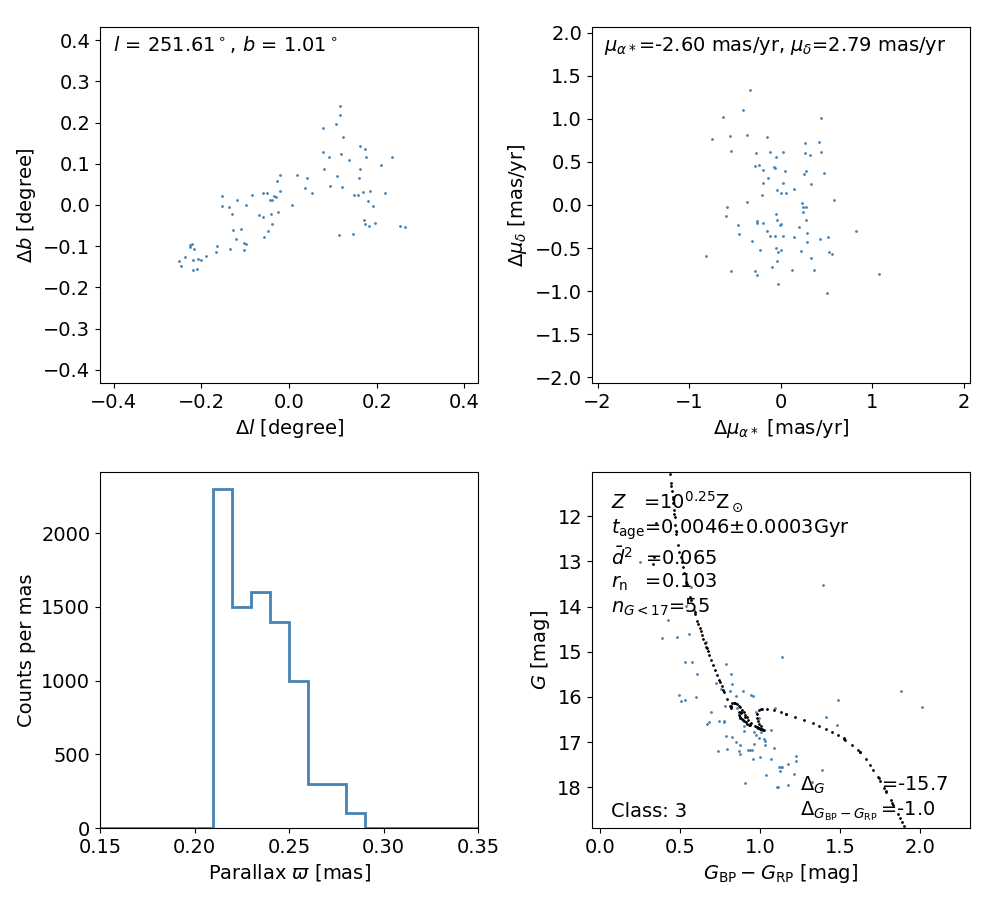 l = 251.61°, b = 1.01°
0.4
0.3
0.2
0.1
0.0
−0.1
−0.2
−0.3
−0.4
Δb [degree]
−0.4 −0.2 0.0 0.2 0.4
Δl [degree]
μα*=-2.60 mas/yr, μδ=2.79 mas/yr
2.0
1.5
1.0
0.5
0.0
−0.5
−1.0
−1.5
−2.0
Δμδ [mas/yr]
−2 −1 0 1 2
Δμα* [mas/yr]
2000
1500
1000
500
0
Counts per mas
0.15 0.20 0.25 0.30 0.35
Parallax ϖ [mas]
Z =10^0.25 Z⊙
t_age=0.0046±0.0003Gyr
d̄² =0.065
r_n =0.103
n_G<17=55
12
13
14
15
16
17
18
G [mag]
Δ_G =-15.7
Δ_GBP−GRP =-1.0
Class: 3
0.0 0.5 1.0 1.5 2.0
G_BP − G_RP [mag]